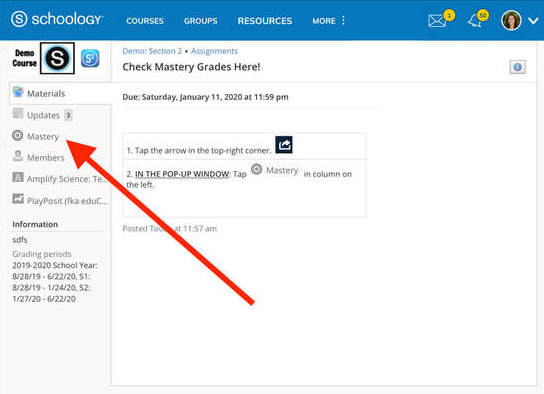 S schoology COURSES GROUPS RESOURCES MORE 1 50
Demo
Course S S
Demo: Section 2 • Assignments
Check Mastery Grades Here!
Materials
Updates 3
Mastery
Members
Amplify Science: Te...
PlayPosit (fka eduC...
Information
sdfs
Grading periods
2019-2020 School Year:
8/28/19 - 6/22/20, S1:
8/28/19 - 1/24/20, S2:
1/27/20 - 6/22/20
Due: Saturday, January 11, 2020 at 11:59 pm
1. Tap the arrow in the top-right corner.
2. IN THE POP-UP WINDOW: Tap Mastery in column on
the left.
Posted Today at 11:57 am